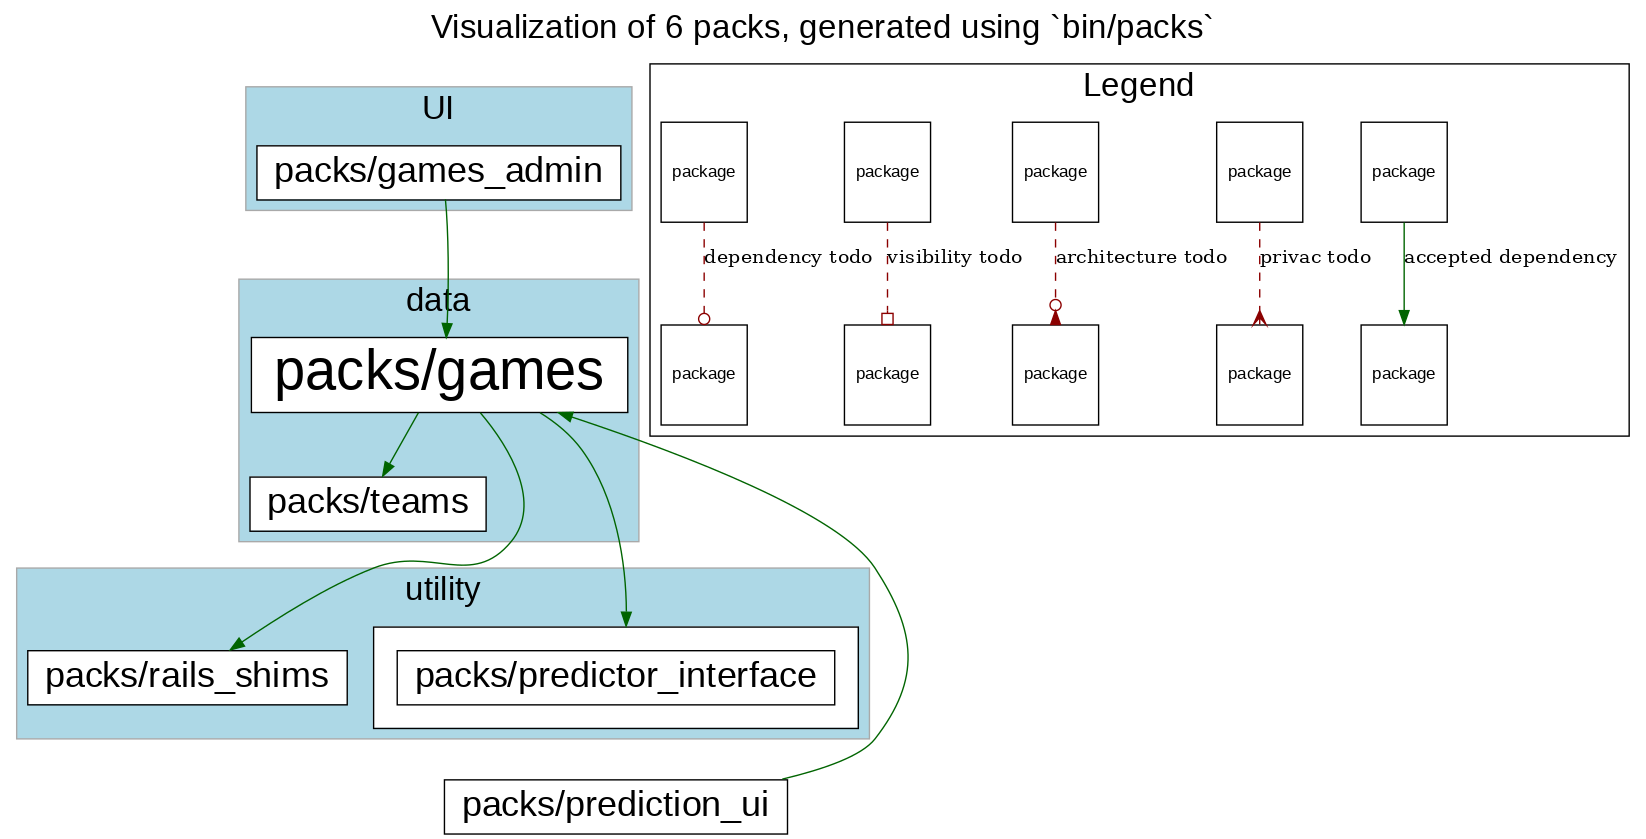 Visualization of 6 packs, generated using `bin/packs`
UI
packs/games_admin
data
packs/games
packs/teams
utility
packs/rails_shims
packs/predictor_interface
packs/prediction_ui
Legend
package
package
package
package
package
dependency todo
visibility todo
architecture todo
privac todo
accepted dependency
package
package
package
package
package